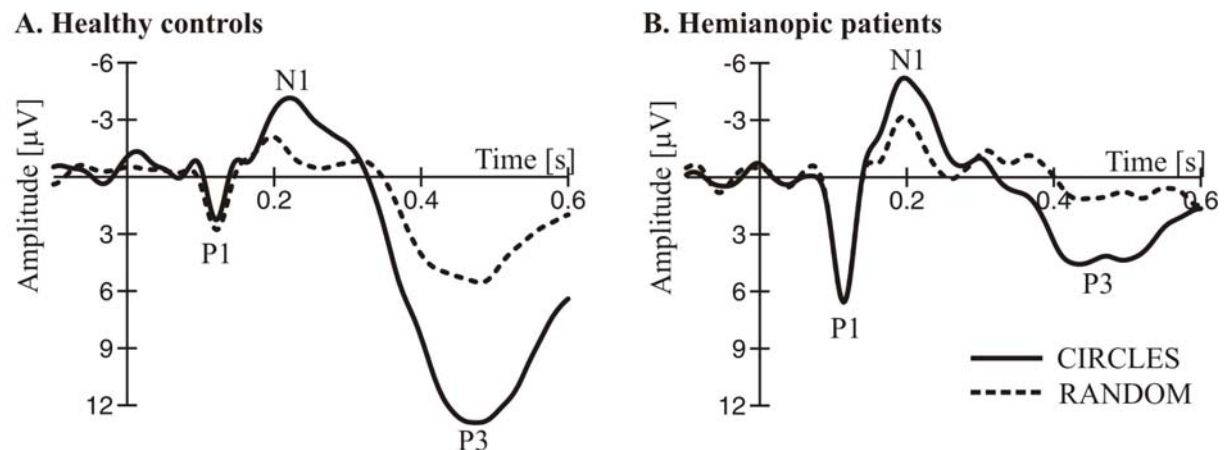 A. Healthy controls
-6
-3
3
6
9
12
Amplitude [µV]
N1
P1
P3
Time [s]
0.2
0.4
0.6
B. Hemianopic patients
-6
-3
3
6
9
12
Amplitude [µV]
N1
P1
P3
Time [s]
0.2
0.4
0.6
CIRCLES
RANDOM